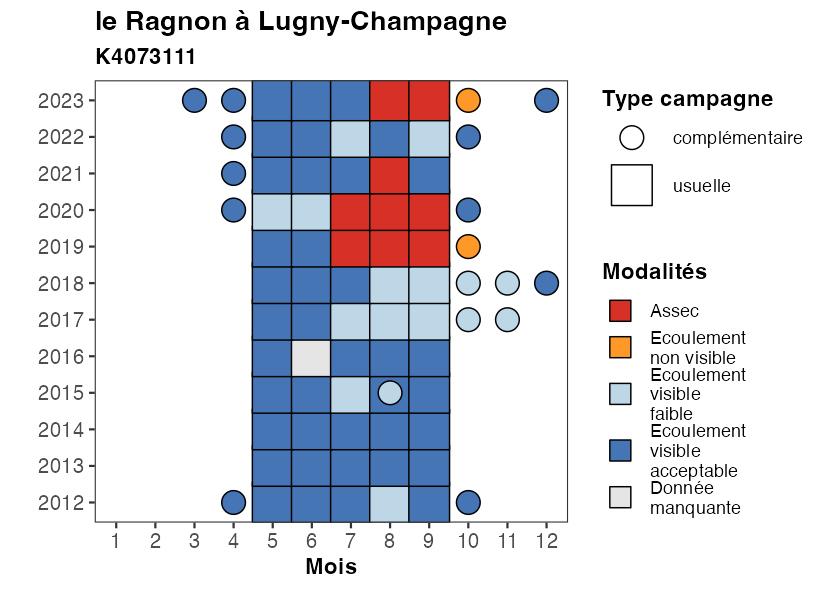 le Ragnon à Lugny-Champagne
K4073111
2023
2022
2021
2020
2019
2018
2017
2016
2015
2014
2013
2012
1 2 3 4 5 6 7 8 9 10 11 12
Mois
Type campagne
complémentaire
usuelle
Modalités
Assec
Ecoulement
non visible
Ecoulement
visible
faible
Ecoulement
visible
acceptable
Donnée
manquante